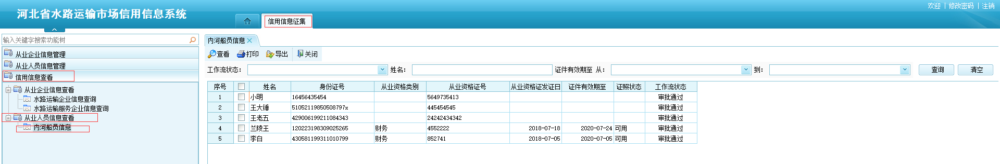 欢迎 | 修改密码 | 注销
河北省水路运输市场信用信息系统
信用信息征集
输入关键字搜索功能树
从业企业信息管理
从业人员信息管理
信用信息查看
从业企业信息查看
水路运输企业信息查询
水路运输服务企业信息查询
从业人员信息查看
内河船员信息
内河船员信息
查看 打印 导出 关闭
工作流状态： 姓名： 证件有效期至 从： 到： 查询 清空
序号 姓名 身份证号 从业资格类别 从业资格证号 从业资格证发证日 证件有效期至 证照状态 工作流状态
1 小明 16456435454 5649735413 审批通过
2 王大锤 51052119850508797x 445454545 审批通过
3 王老五 429006199211084343 24242434342 审批通过
4 兰陵王 120223198309025265 财务 4552222 2018-07-18 2020-07-24 可用 审批通过
5 李白 430581199311010799 财务 852741 2018-07-05 2020-07-05 可用 审批通过